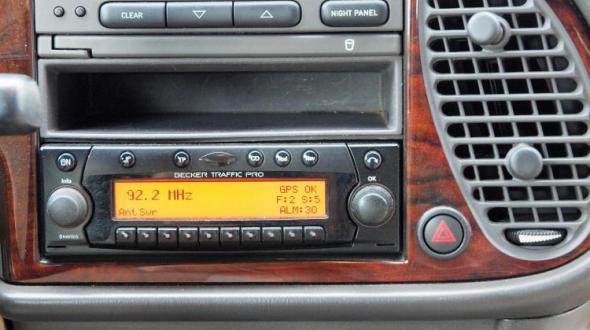 CLEAR
NIGHT PANEL
ON
Info
BECKER TRAFFIC PRO
OK
92.2 MHz
GPS OK
F:2 S:5
Ant Swr
ALM:30